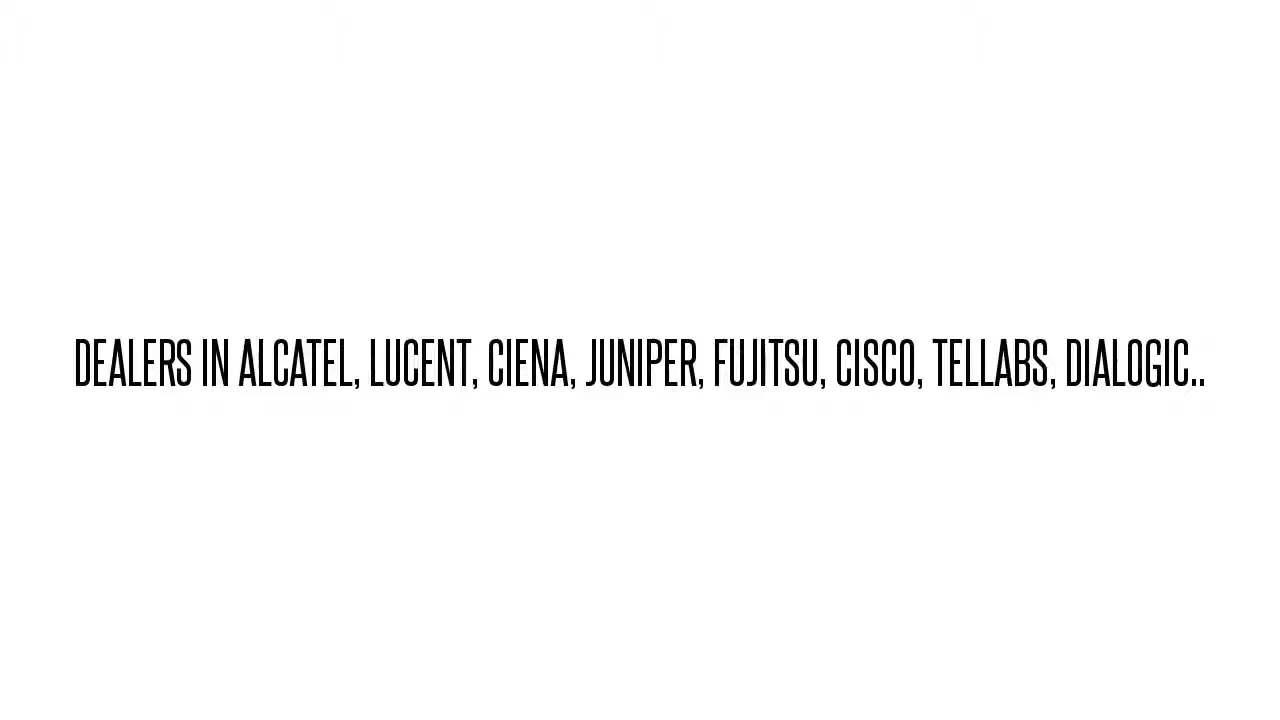 DEALERS IN ALCATEL, LUCENT, CIENA, JUNIPER, FUJITSU, CISCO, TELLABS, DIALOGIC..